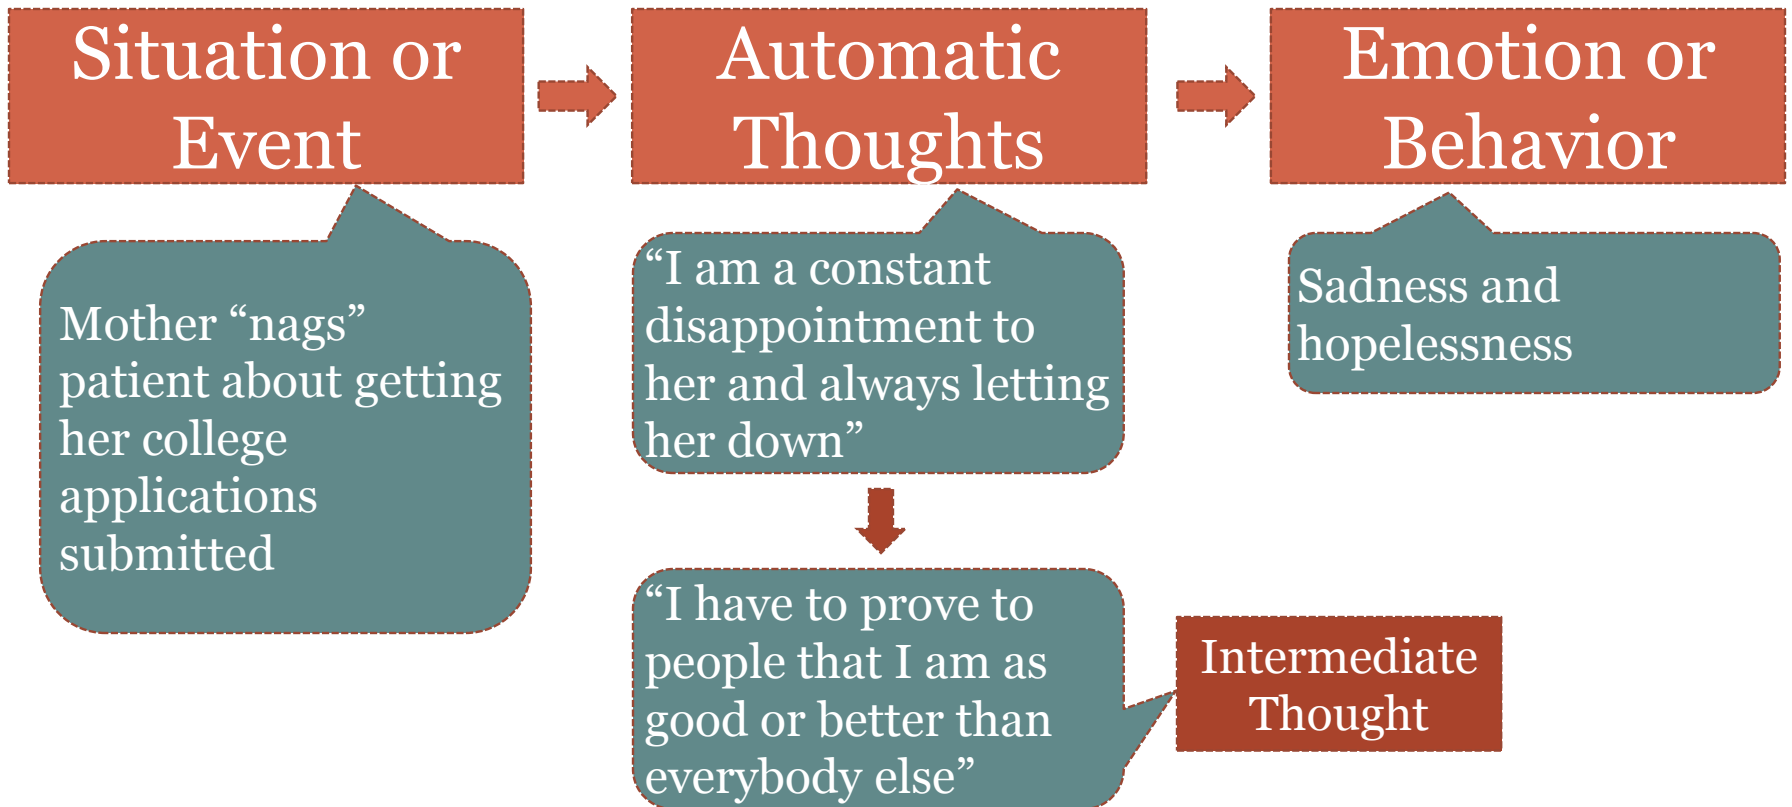 Situation or
Event
Automatic
Thoughts
Emotion or
Behavior
Mother “nags”
patient about getting
her college
applications
submitted
“I am a constant
disappointment to
her and always letting
her down”
Sadness and
hopelessness
“I have to prove to
people that I am as
good or better than
everybody else”
Intermediate
Thought